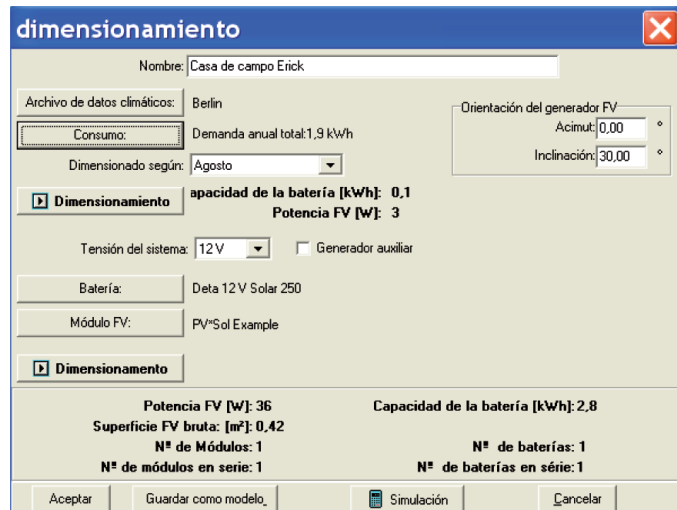 dimensionamiento
Nombre: Casa de campo Erick
Archivo de datos climáticos: Berlin
Orientación del generador FV
Acimut: 0,00 °
Consumo: Demanda anual total:1,9 kWh
Inclinación: 30,00 °
Dimensionado según: Agosto
Dimensionamiento
apacidad de la batería [kWh]: 0,1
Potencia FV [W]: 3
Tensión del sistema: 12 V Generador auxiliar
Batería: Deta 12 V Solar 250
Módulo FV: PV*Sol Example
Dimensionamento
Potencia FV [W]: 36 Capacidad de la batería [kWh]: 2,8
Superficie FV bruta: [m²]: 0,42
Nº de Módulos: 1 Nº de baterías: 1
Nº de módulos en serie: 1 Nº de baterías en série: 1
Aceptar Guardar como modelo_ Simulación Cancelar